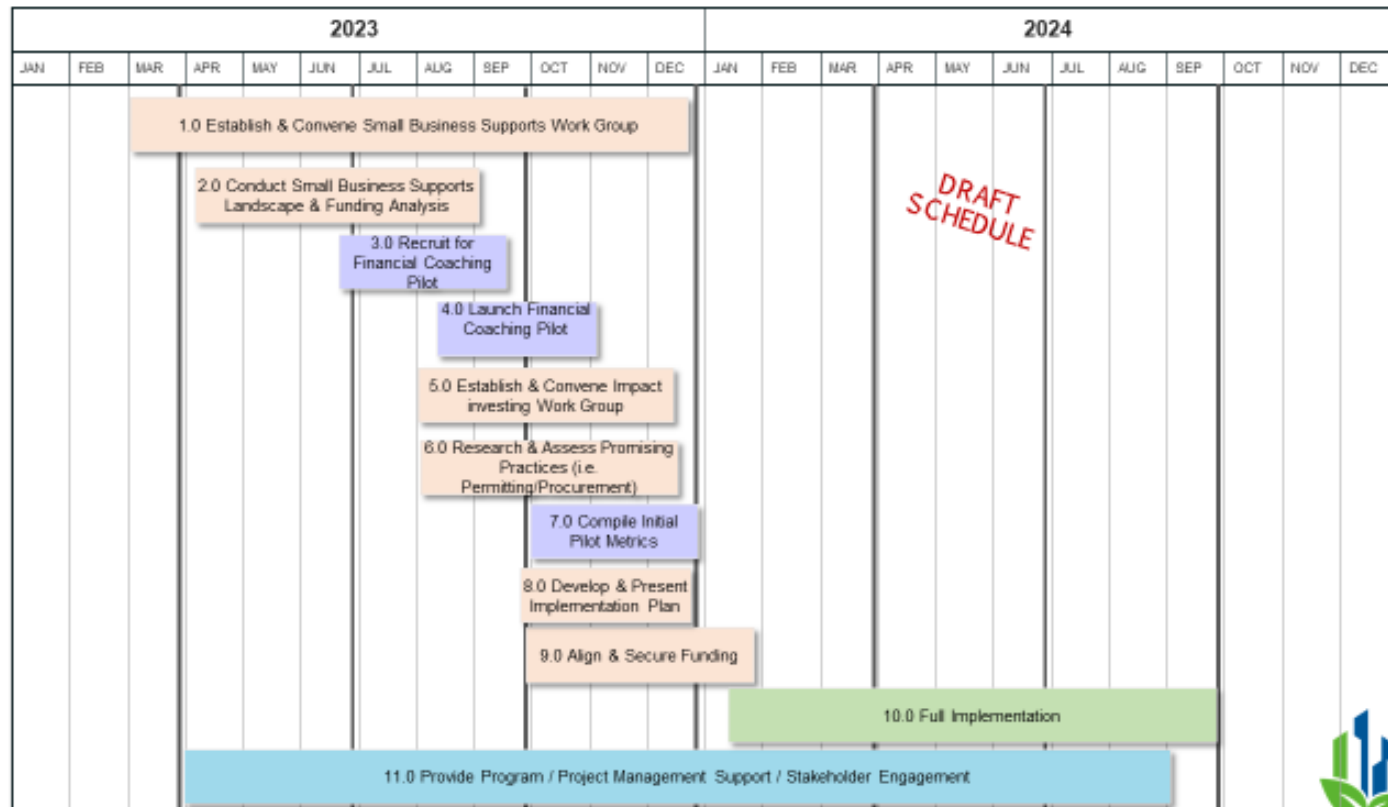 2023
2024
JAN FEB MAR APR MAY JUN JUL AUG SEP OCT NOV DEC JAN FEB MAR APR MAY JUN JUL AUG SEP OCT NOV DEC
1.0 Establish & Convene Small Business Supports Work Group
2.0 Conduct Small Business Supports
Landscape & Funding Analysis
DRAFT
SCHEDULE
3.0 Recruit for
Financial Coaching
Pilot
4.0 Launch Financial
Coaching Pilot
5.0 Establish & Convene Impact
investing Work Group
6.0 Research & Assess Promising
Practices (i.e.
Permitting/Procurement)
7.0 Compile Initial
Pilot Metrics
8.0 Develop & Present
Implementation Plan
9.0 Align & Secure Funding
10.0 Full Implementation
11.0 Provide Program / Project Management Support / Stakeholder Engagement